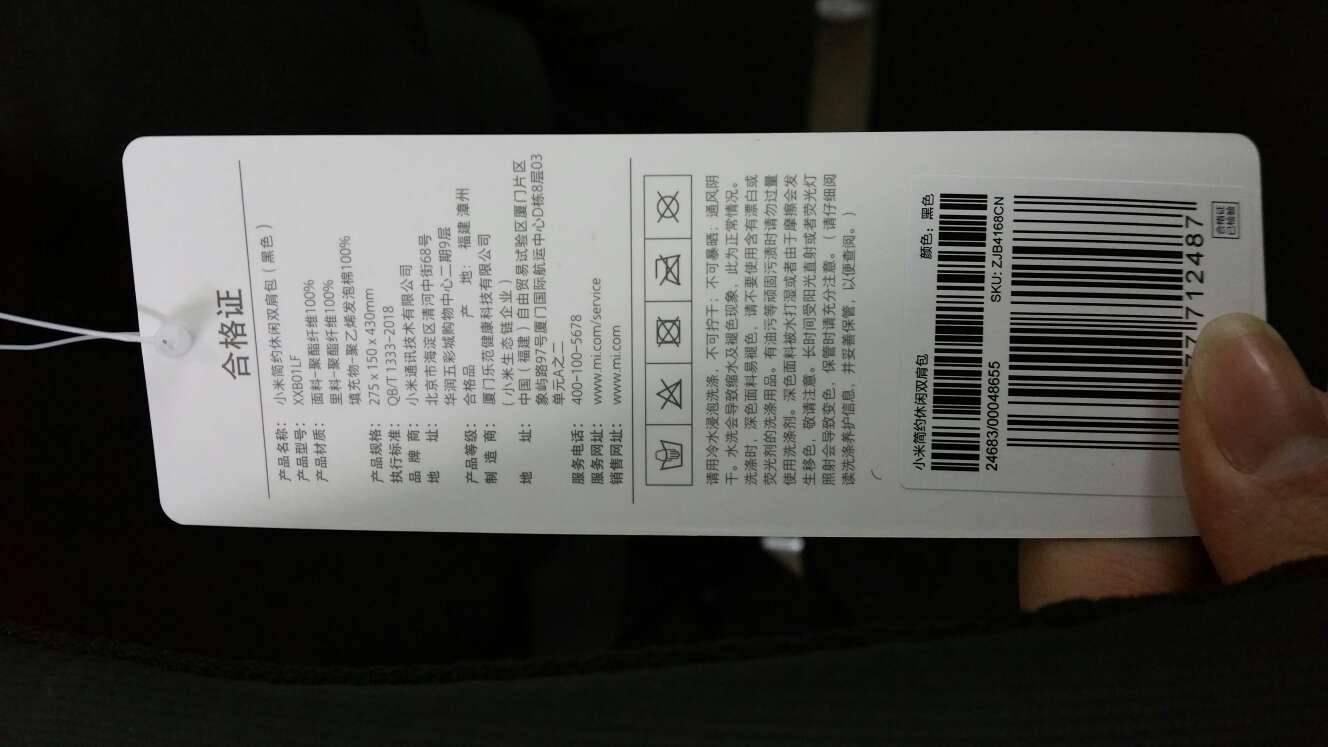 合格证
产品名称： 小米简约休闲双肩包（黑色）
产品型号： XXB01LF
产品材质： 面料-聚酯纤维100%
里料-聚酯纤维100%
填充物-聚乙烯发泡棉100%
产品规格： 275 x 150 x 430mm
执行标准： QB/T 1333-2018
品 牌 商： 小米通讯技术有限公司
地 址： 北京市海淀区清河中街68号
华润五彩城购物中心二期9层
产品等级： 合格品 产 地： 福建 漳州
制 造 商： 厦门乐范健康科技有限公司
（小米生态链企业）
地 址： 中国（福建）自由贸易试验区厦门片区
象屿路97号厦门国际航运中心D栋8层03
单元A之二
服务电话： 400-100-5678
服务网址： www.mi.com/service
销售网址： www.mi.com
请用冷水浸泡洗涤，不可拧干；不可暴晒；通风阴
干。水洗会导致缩水及褪色现象，此为正常情况。
洗涤时，深色面料易褪色，请不要使用含有漂白或
荧光剂的洗涤用品。有油污等顽固污渍时请勿过量
使用洗涤剂。深色面料被水打湿或者由于摩擦会发
生移色，敬请注意。长时间受阳光直射或者荧光灯
照射会导致变色，保管时请充分注意。（请仔细阅
读洗涤养护信息，并妥善保管，以便查阅。）
小米简约休闲双肩包 颜色：黑色
24683/00048655 SKU: ZJB4168CN
77 712487
合格证
已检验